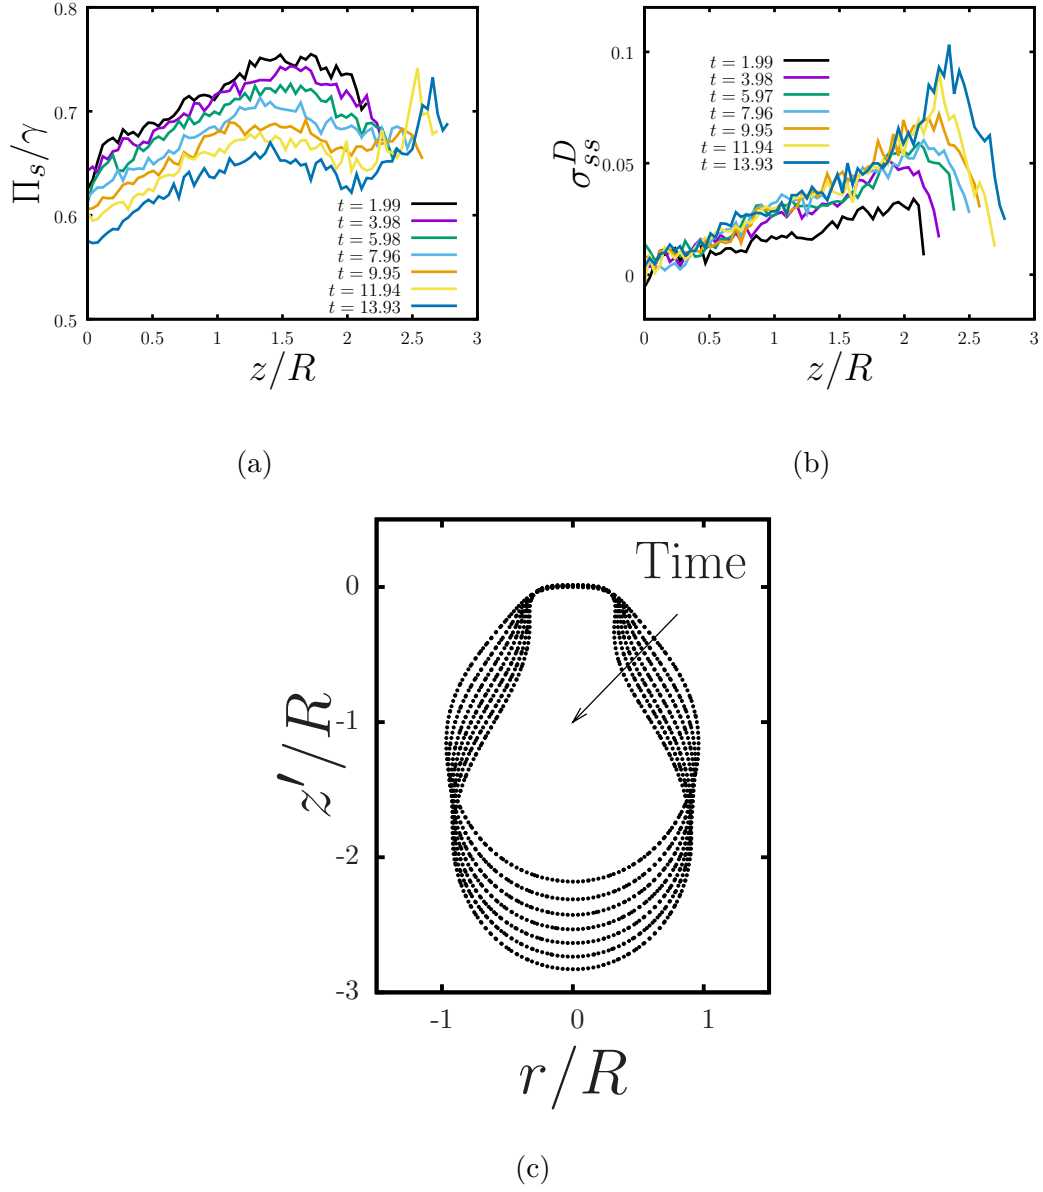 0.8
0.7
0.6
0.5
Π_s/γ
t = 1.99
t = 3.98
t = 5.98
t = 7.96
t = 9.95
t = 11.94
t = 13.93
0 0.5 1 1.5 2 2.5 3
z/R
(a)
0.1
0.05
0
σ_ss^D
t = 1.99
t = 3.98
t = 5.97
t = 7.96
t = 9.95
t = 11.94
t = 13.93
0 0.5 1 1.5 2 2.5 3
z/R
(b)
Time
0
-1
-2
-3
z′/R
-1 0 1
r/R
(c)